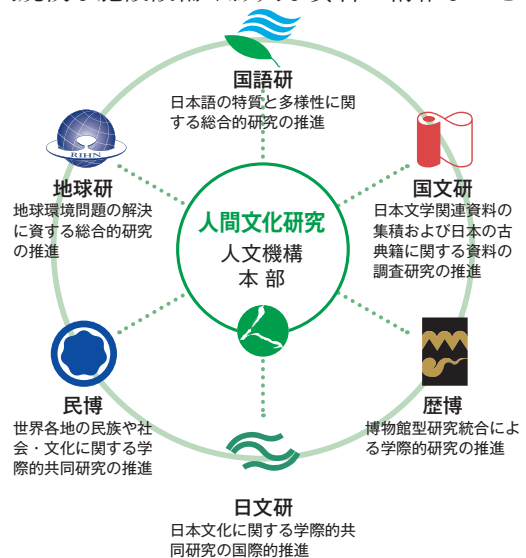 国語研
日本語の特質と多様性に関
する総合的研究の推進
RIHN
地球研
地球環境問題の解決
に資する総合的研究
の推進
国文研
日本文学関連資料の
集積および日本の古
典籍に関する資料の
調査研究の推進
人間文化研究
人文機構
本 部
民博
世界各地の民族や社
会・文化に関する学
際的共同研究の推進
歴博
博物館型研究統合によ
る学際的研究の推進
日文研
日本文化に関する学際的共
同研究の国際的推進